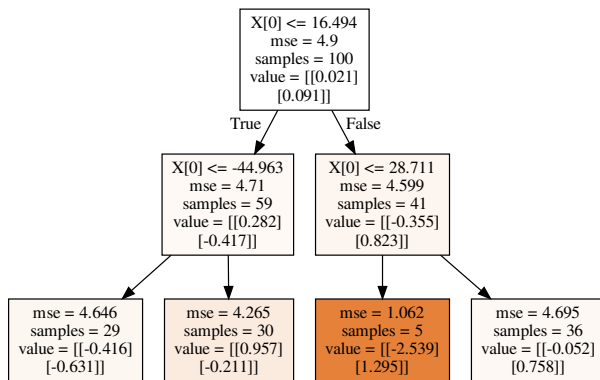 X[0] <= 16.494
mse = 4.9
samples = 100
value = [[0.021]
[0.091]]
True
False
X[0] <= -44.963
mse = 4.71
samples = 59
value = [[0.282]
[-0.417]]
X[0] <= 28.711
mse = 4.599
samples = 41
value = [[-0.355]
[0.823]]
mse = 4.646
samples = 29
value = [[-0.416]
[-0.631]]
mse = 4.265
samples = 30
value = [[0.957]
[-0.211]]
mse = 1.062
samples = 5
value = [[-2.539]
[1.295]]
mse = 4.695
samples = 36
value = [[-0.052]
[0.758]]